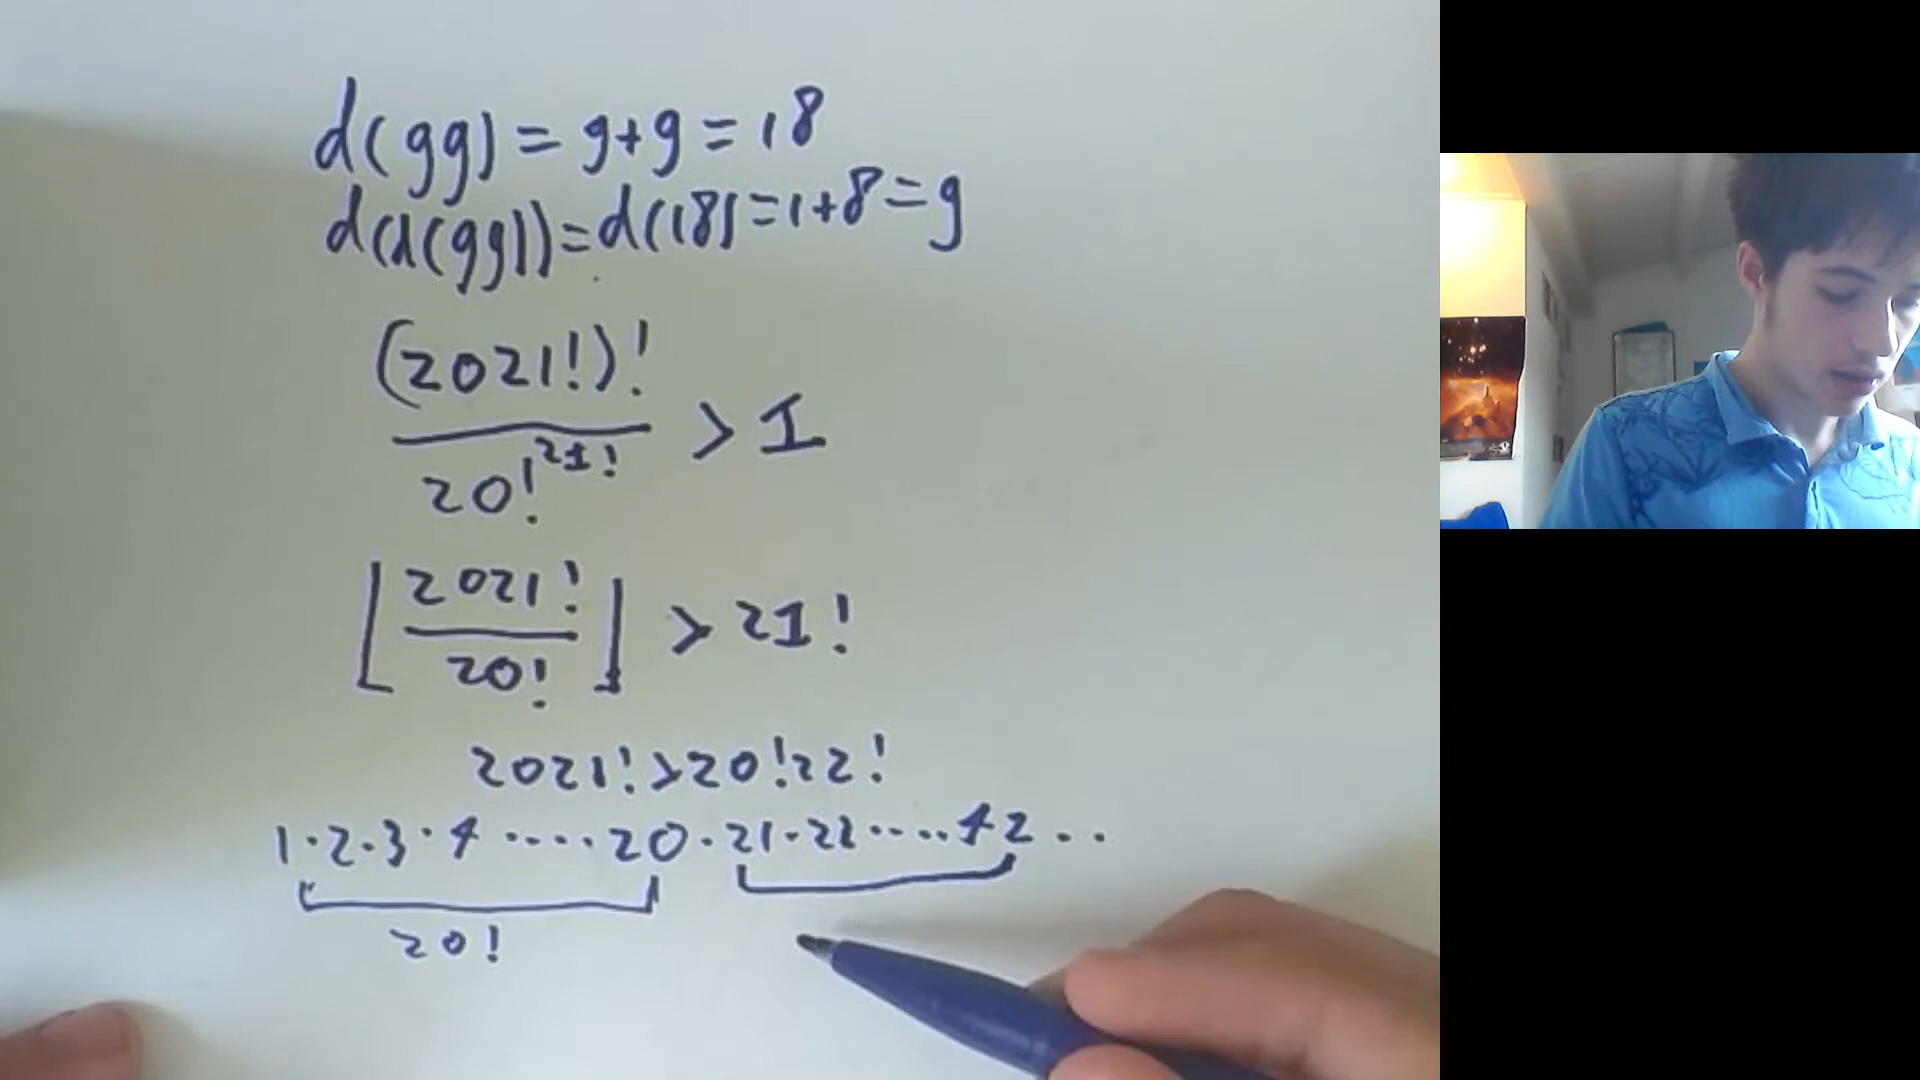 d(99) = 9+9 = 18
d(d(99)) = d(18) = 1+8 = 9
(2021!)!
20!^21! > 1
⌊2021!
20!⌋ > 21!
2021! > 20!22!
1·2·3·4·····20·21·22·····42··
20!